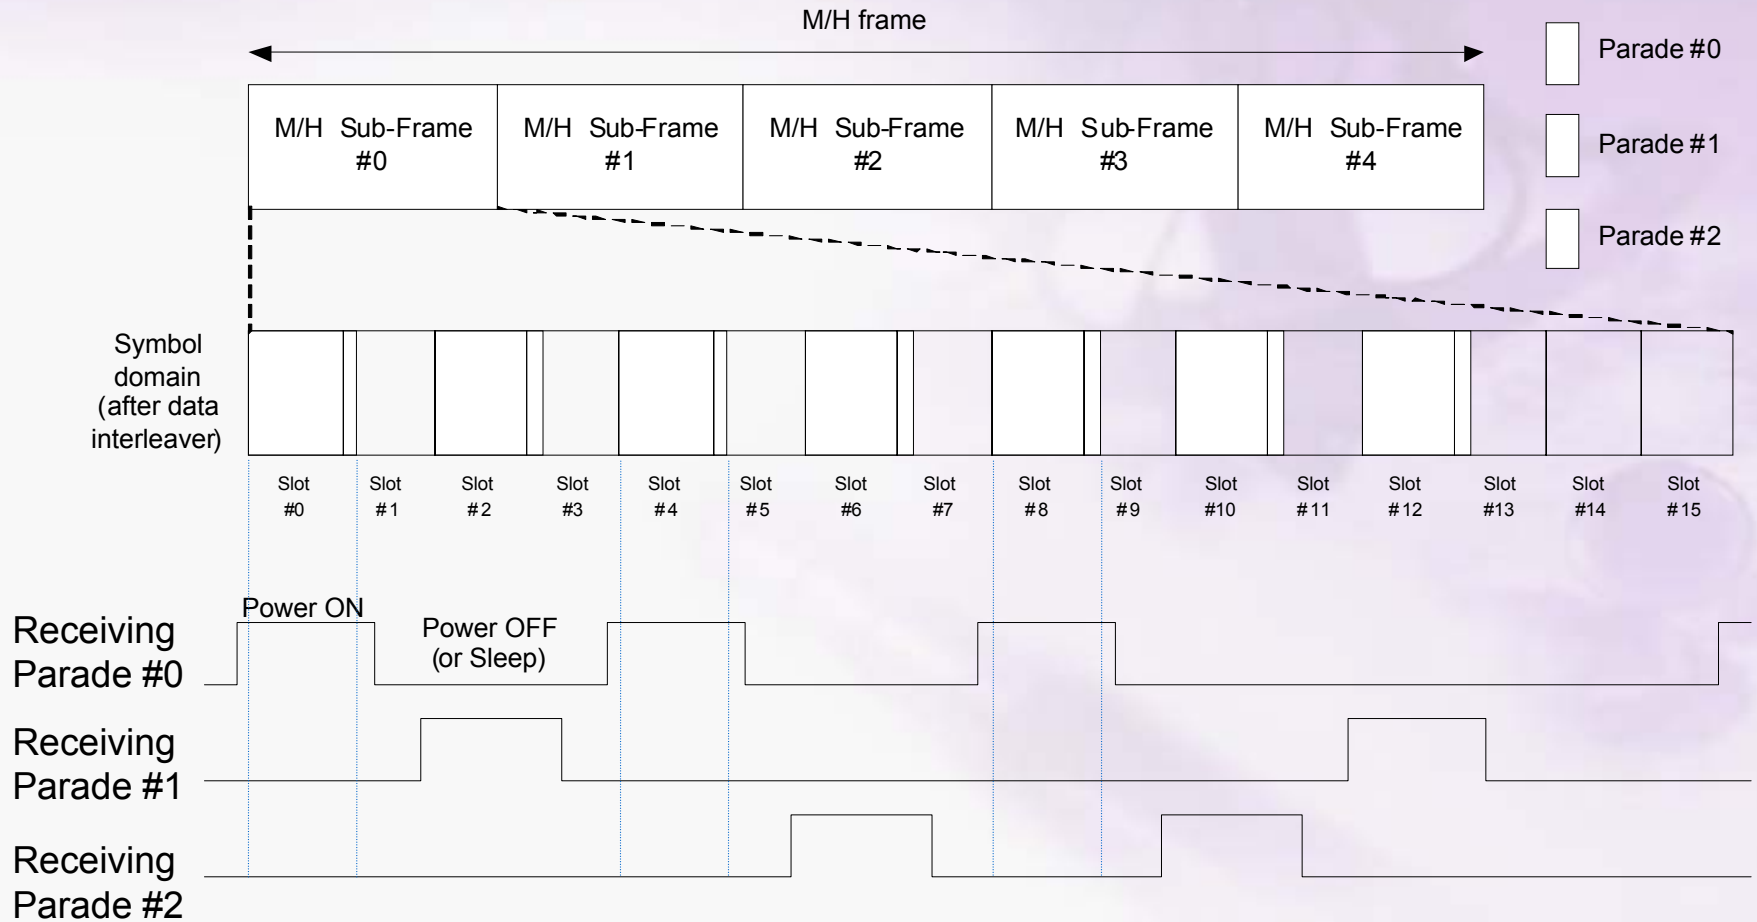 M/H frame
Parade #0
Parade #1
Parade #2
M/H Sub-Frame
#0
M/H Sub-Frame
#1
M/H Sub-Frame
#2
M/H Sub-Frame
#3
M/H Sub-Frame
#4
Symbol
domain
(after data
interleaver)
Slot
#0
Slot
#1
Slot
#2
Slot
#3
Slot
#4
Slot
#5
Slot
#6
Slot
#7
Slot
#8
Slot
#9
Slot
#10
Slot
#11
Slot
#12
Slot
#13
Slot
#14
Slot
#15
Power ON
Power OFF
(or Sleep)
Receiving
Parade #0
Receiving
Parade #1
Receiving
Parade #2